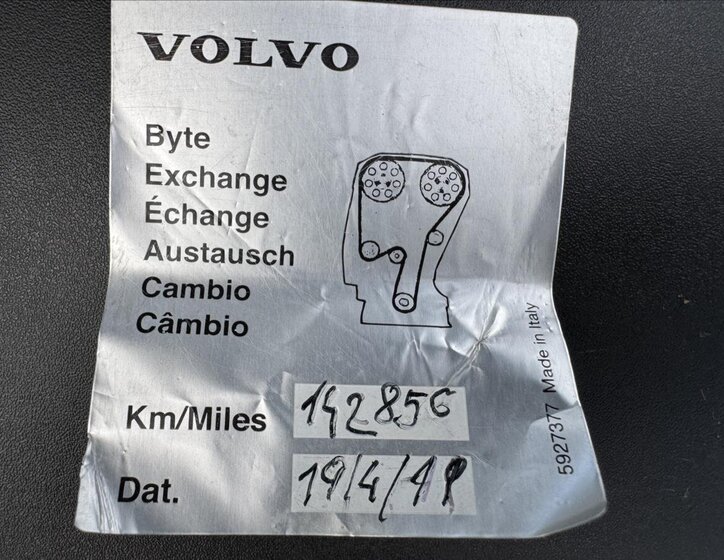 VOLVO
Byte
Exchange
Échange
Austausch
Cambio
Câmbio
Km/Miles 142856
Dat.
5927377 Made in Italy